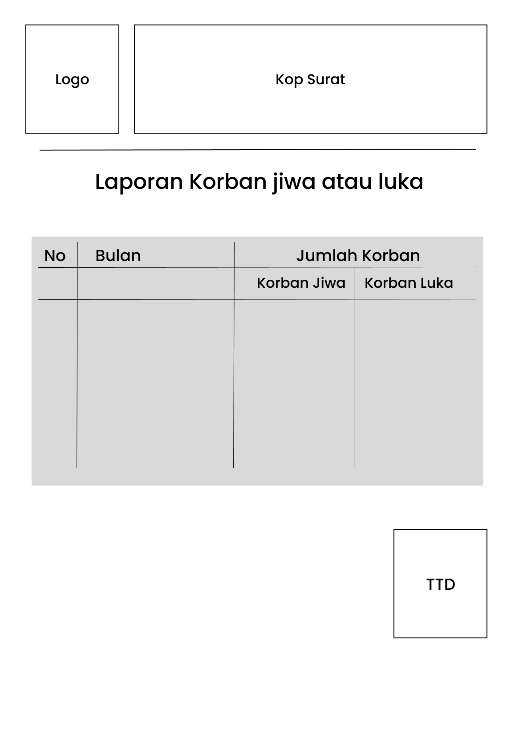 Logo
Kop Surat
Laporan Korban jiwa atau luka
No Bulan Jumlah Korban
Korban Jiwa Korban Luka
TTD